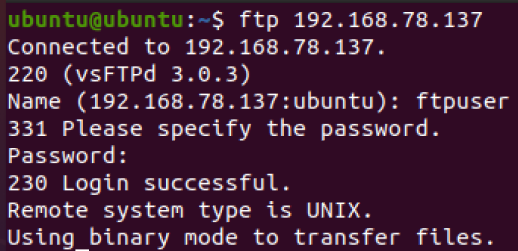 ubuntu@ubuntu:~$ ftp 192.168.78.137
Connected to 192.168.78.137.
220 (vsFTPd 3.0.3)
Name (192.168.78.137:ubuntu): ftpuser
331 Please specify the password.
Password:
230 Login successful.
Remote system type is UNIX.
Using binary mode to transfer files.